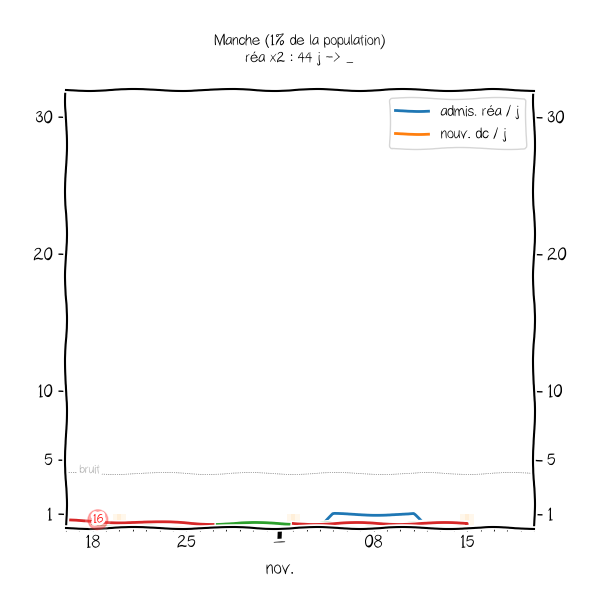 Manche (1% de la population)
réa x2 : 44 j -> _
admis. réa / j
nouv. dc / j
30
30
20
20
10
10
5
5
bruit
1
1
16
18
25
1
08
15
nov.